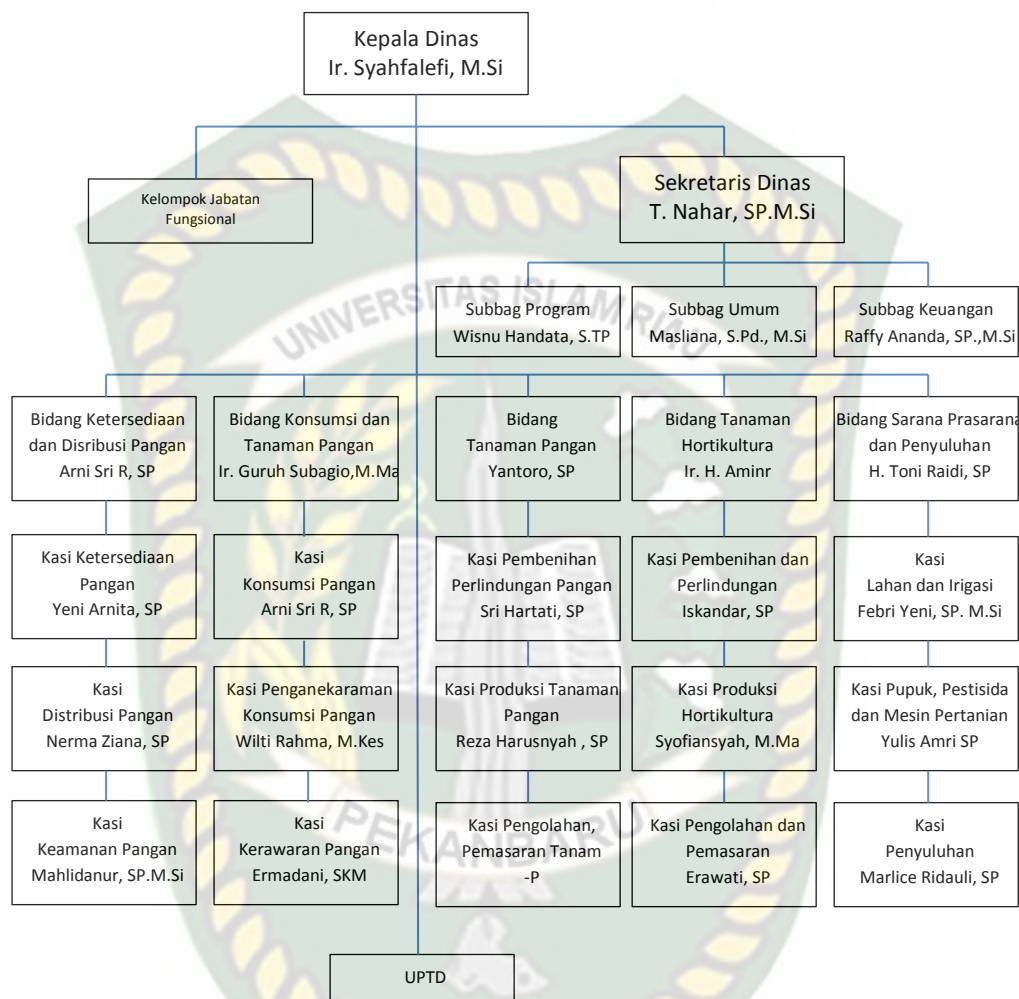 Kepala Dinas
Ir. Syahfalefi, M.Si
Kelompok Jabatan
Fungsional
Sekretaris Dinas
T. Nahar, SP.M.Si
UNIVERSITAS ISLAM RIAU
Subbag Program
Wisnu Handata, S.TP
Subbag Umum
Masliana, S.Pd., M.Si
Subbag Keuangan
Raffy Ananda, SP.,M.Si
Bidang Ketersediaan
dan Disribusi Pangan
Arni Sri R, SP
Bidang Konsumsi dan
Tanaman Pangan
Ir. Guruh Subagio,M.Ma
Bidang
Tanaman Pangan
Yantoro, SP
Bidang Tanaman
Hortikultura
Ir. H. Aminr
Bidang Sarana Prasarana
dan Penyuluhan
H. Toni Raidi, SP
Kasi Ketersediaan
Pangan
Yeni Arnita, SP
Kasi
Konsumsi Pangan
Arni Sri R, SP
Kasi Pembenihan
Perlindungan Pangan
Sri Hartati, SP
Kasi Pembenihan dan
Perlindungan
Iskandar, SP
Kasi
Lahan dan Irigasi
Febri Yeni, SP. M.Si
Kasi
Distribusi Pangan
Nerma Ziana, SP
Kasi Penganekaraman
Konsumsi Pangan
Wilti Rahma, M.Kes
Kasi Produksi Tanaman
Pangan
Reza Harusnyah , SP
Kasi Produksi
Hortikultura
Syofiansyah, M.Ma
Kasi Pupuk, Pestisida
dan Mesin Pertanian
Yulis Amri SP
Kasi
Keamanan Pangan
Mahlidanur, SP.M.Si
Kasi
Kerawaran Pangan
Ermadani, SKM
Kasi Pengolahan,
Pemasaran Tanam
-P
Kasi Pengolahan dan
Pemasaran
Erawati, SP
Kasi
Penyuluhan
Marlice Ridauli, SP
PEKANBARU
UPTD